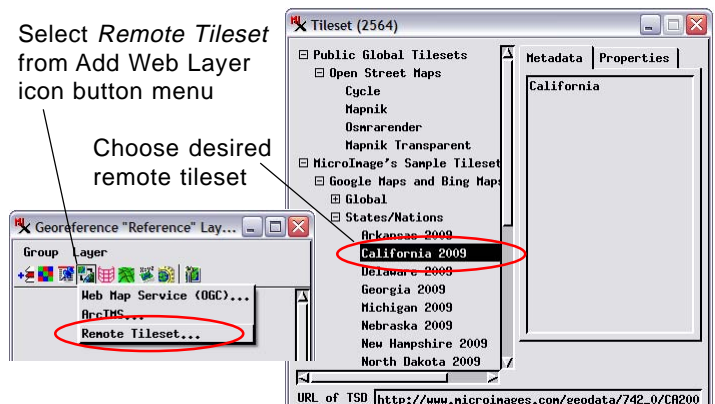 Select Remote Tileset
from Add Web Layer
icon button menu
Choose desired
remote tileset
Tileset (2564)
Public Global Tilesets
Open Street Maps
Cycle
Mapnik
Osmrarender
Mapnik Transparent
MicroImage's Sample Tileset
Google Maps and Bing Maps
Global
States/Nations
Arkansas 2009
California 2009
Delaware 2009
Georgia 2009
Michigan 2009
Nebraska 2009
New Hampshire 2009
North Dakota 2009
Metadata Properties
California
URL of TSD http://www.microimages.com/geodata/742_0/CA200
Georeference "Reference" Lay...
Group Layer
Web Map Service (OGC)...
ArcIMS...
Remote Tileset...